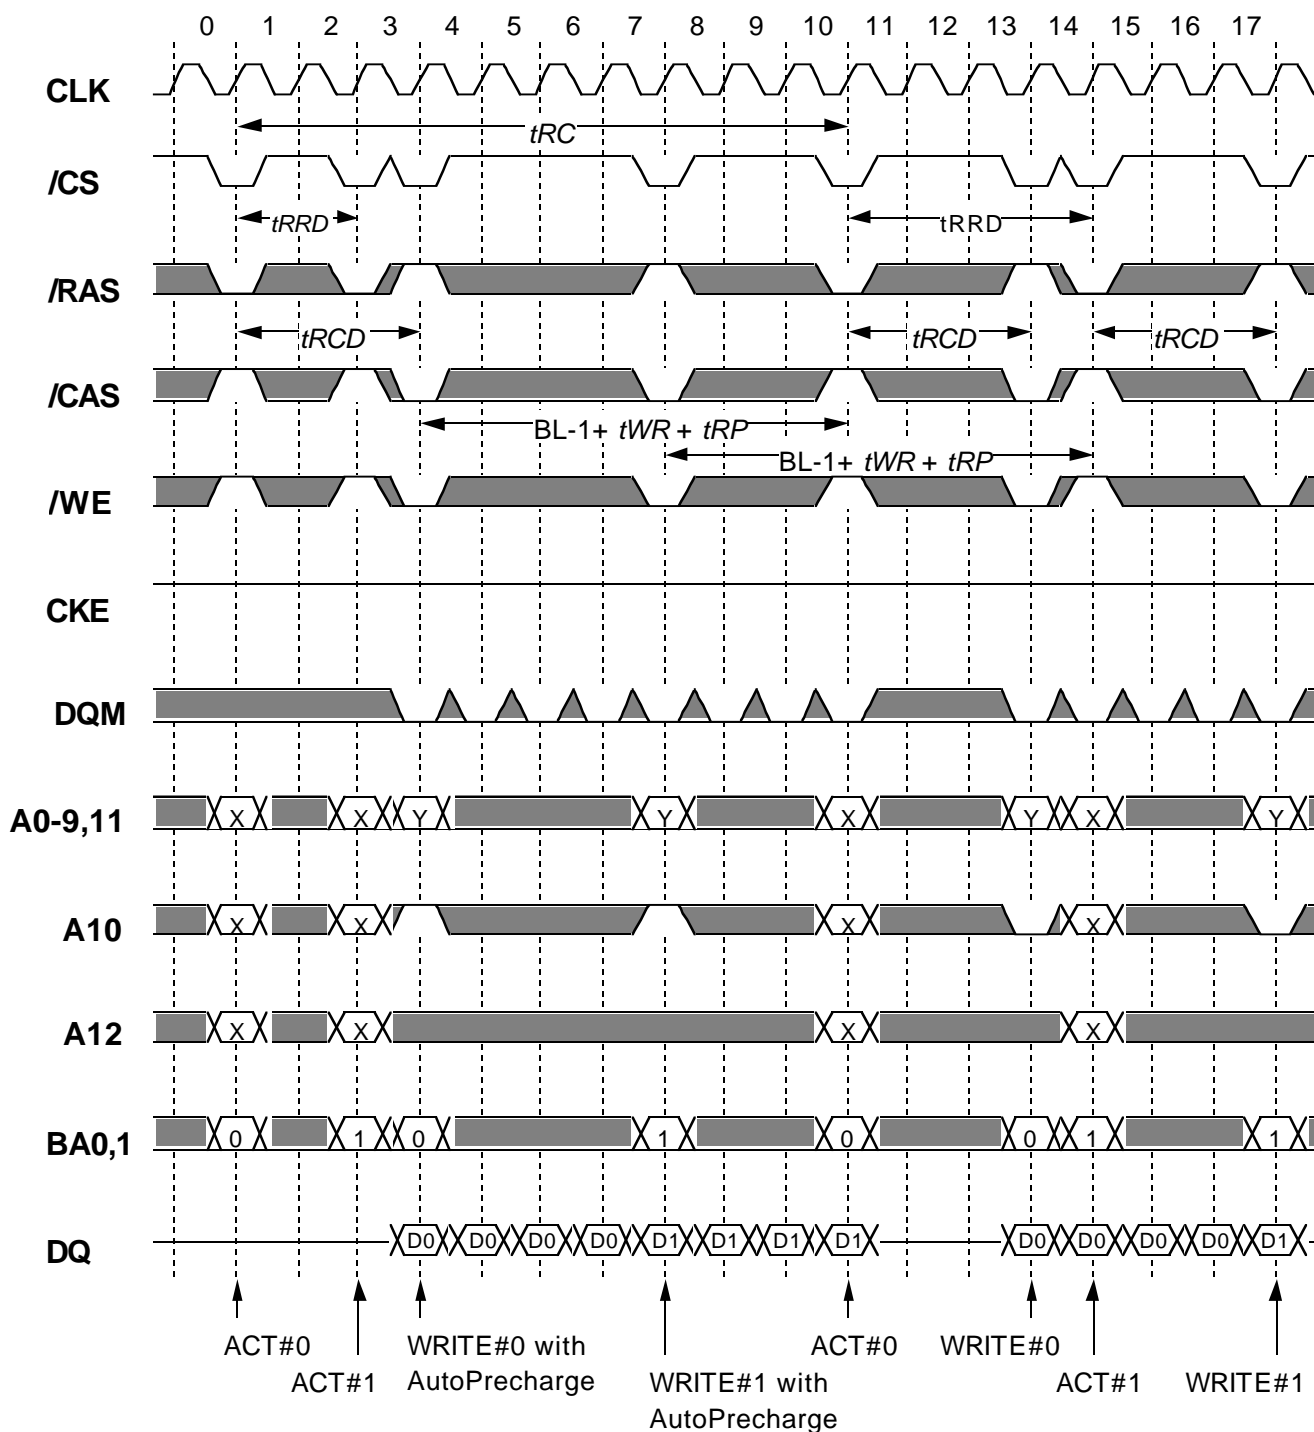 0 1 2 3 4 5 6 7 8 9 10 11 12 13 14 15 16 17
CLK
tRC
/CS
tRRD tRRD
/RAS
tRCD tRCD tRCD
/CAS
BL-1+ tWR + tRP
BL-1+ tWR + tRP
/WE
CKE
DQM
A0-9,11 X X Y Y X Y X Y
A10 X X X X
A12 X X X X
BA0,1 0 1 0 1 0 0 1 1
DQ D0 D0 D0 D0 D1 D1 D1 D1 D0 D0 D0 D0 D1
ACT#0 WRITE#0 with ACT#0 WRITE#0
ACT#1 AutoPrecharge WRITE#1 with ACT#1 WRITE#1
AutoPrecharge